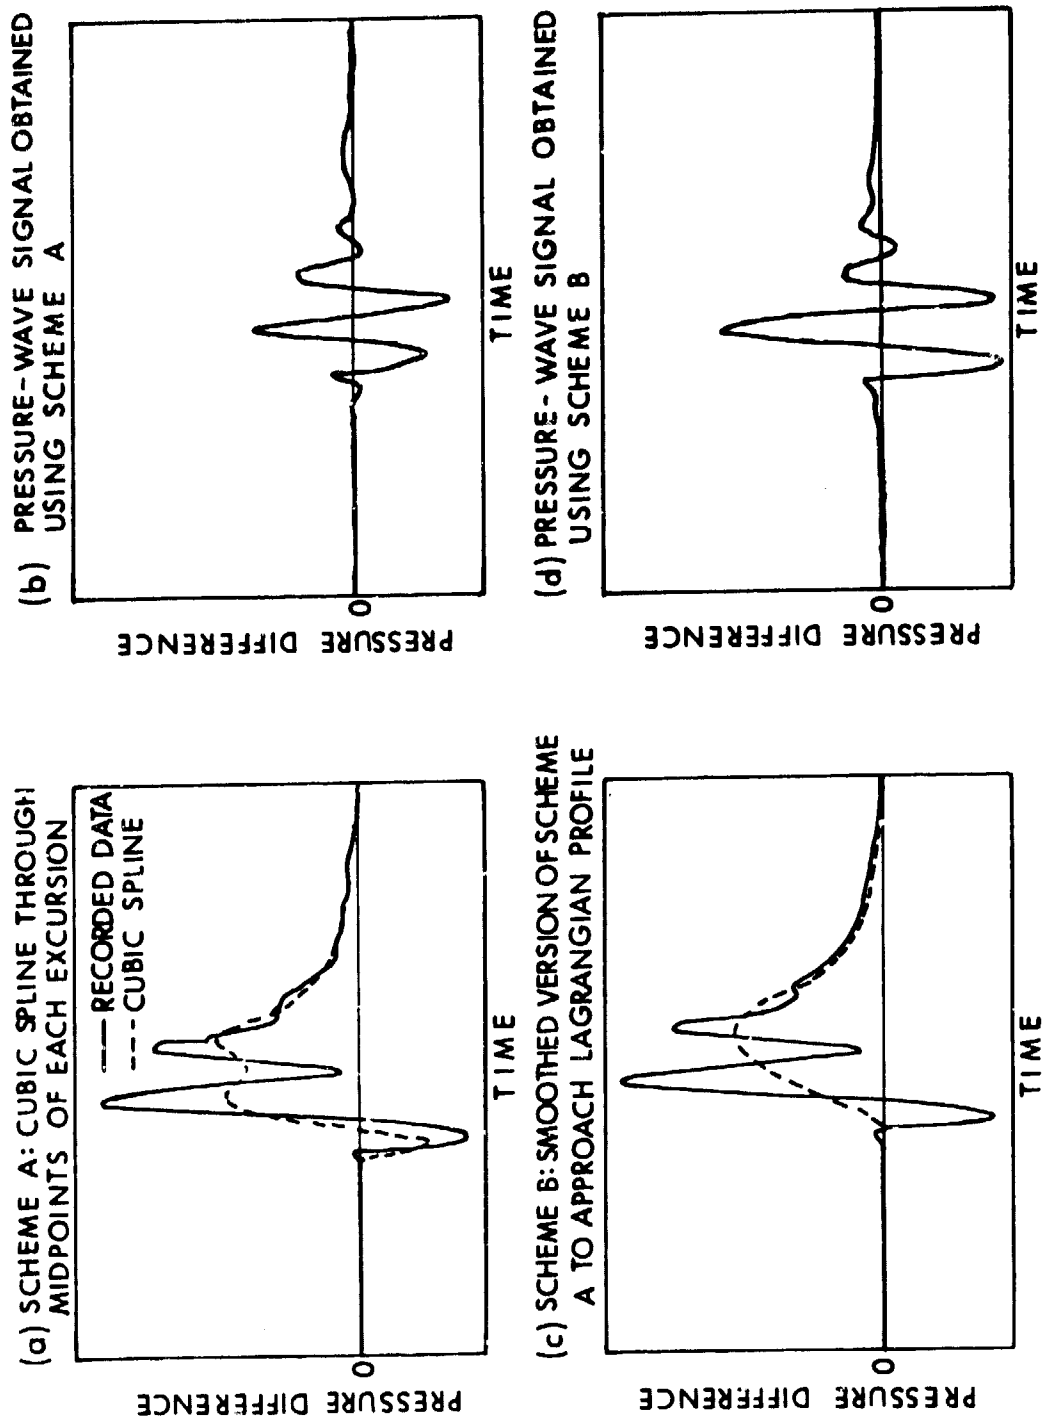 (a) SCHEME A: CUBIC SPLINE THROUGH
MIDPOINTS OF EACH EXCURSION
RECORDED DATA
CUBIC SPLINE
PRESSURE DIFFERENCE
0
TIME
(b) PRESSURE-WAVE SIGNAL OBTAINED
USING SCHEME A
PRESSURE DIFFERENCE
0
TIME
(c) SCHEME B: SMOOTHED VERSION OF SCHEME
A TO APPROACH LAGRANGIAN PROFILE
PRESSURE DIFFERENCE
0
TIME
(d) PRESSURE-WAVE SIGNAL OBTAINED
USING SCHEME B
PRESSURE DIFFERENCE
0
TIME